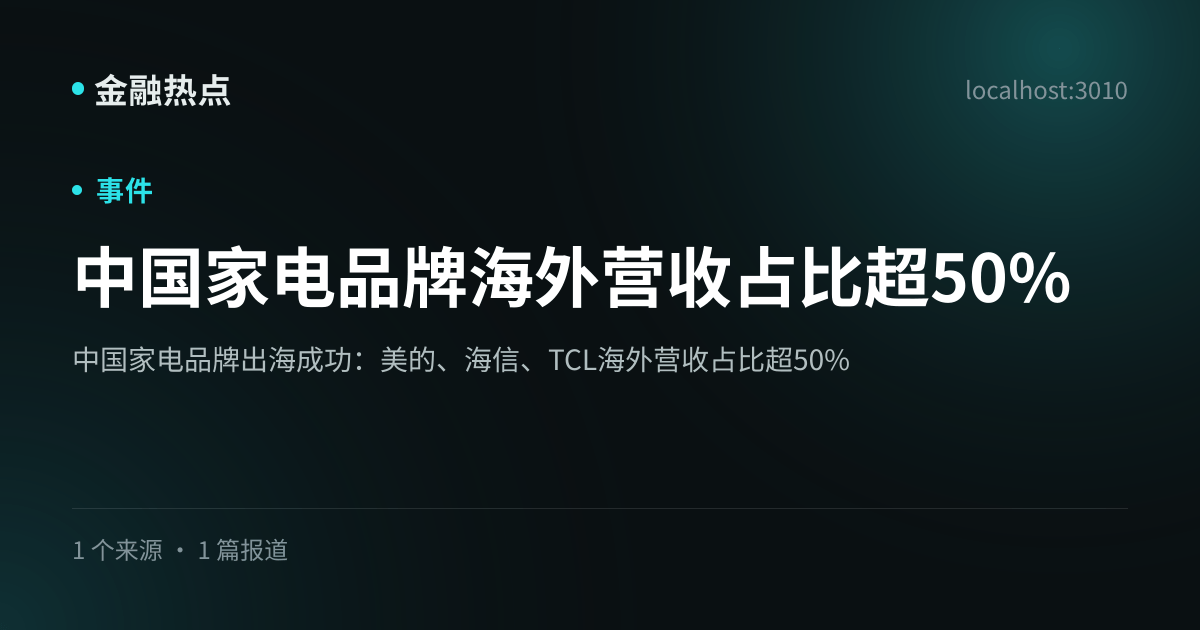 金融热点
localhost:3010
事件
中国家电品牌海外营收占比超50%
中国家电品牌出海成功：美的、海信、TCL海外营收占比超50%
1 个来源 · 1 篇报道